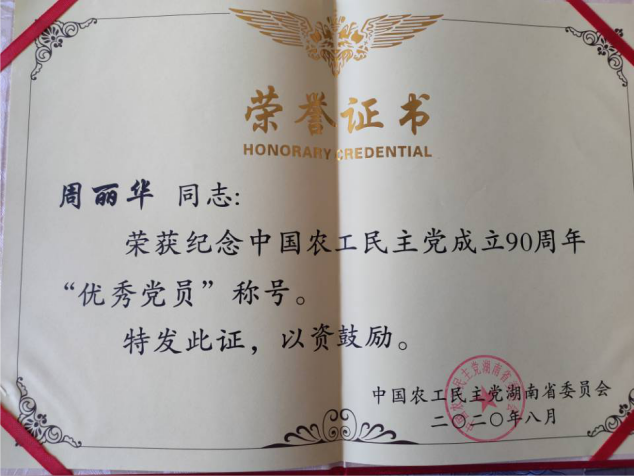 荣誉证书
HONORARY CREDENTIAL
周丽华 同志:
荣获纪念中国农工民主党成立90周年
“优秀党员”称号。
特发此证，以资鼓励。
中国农工民主党湖南省委员会
二〇二〇年八月